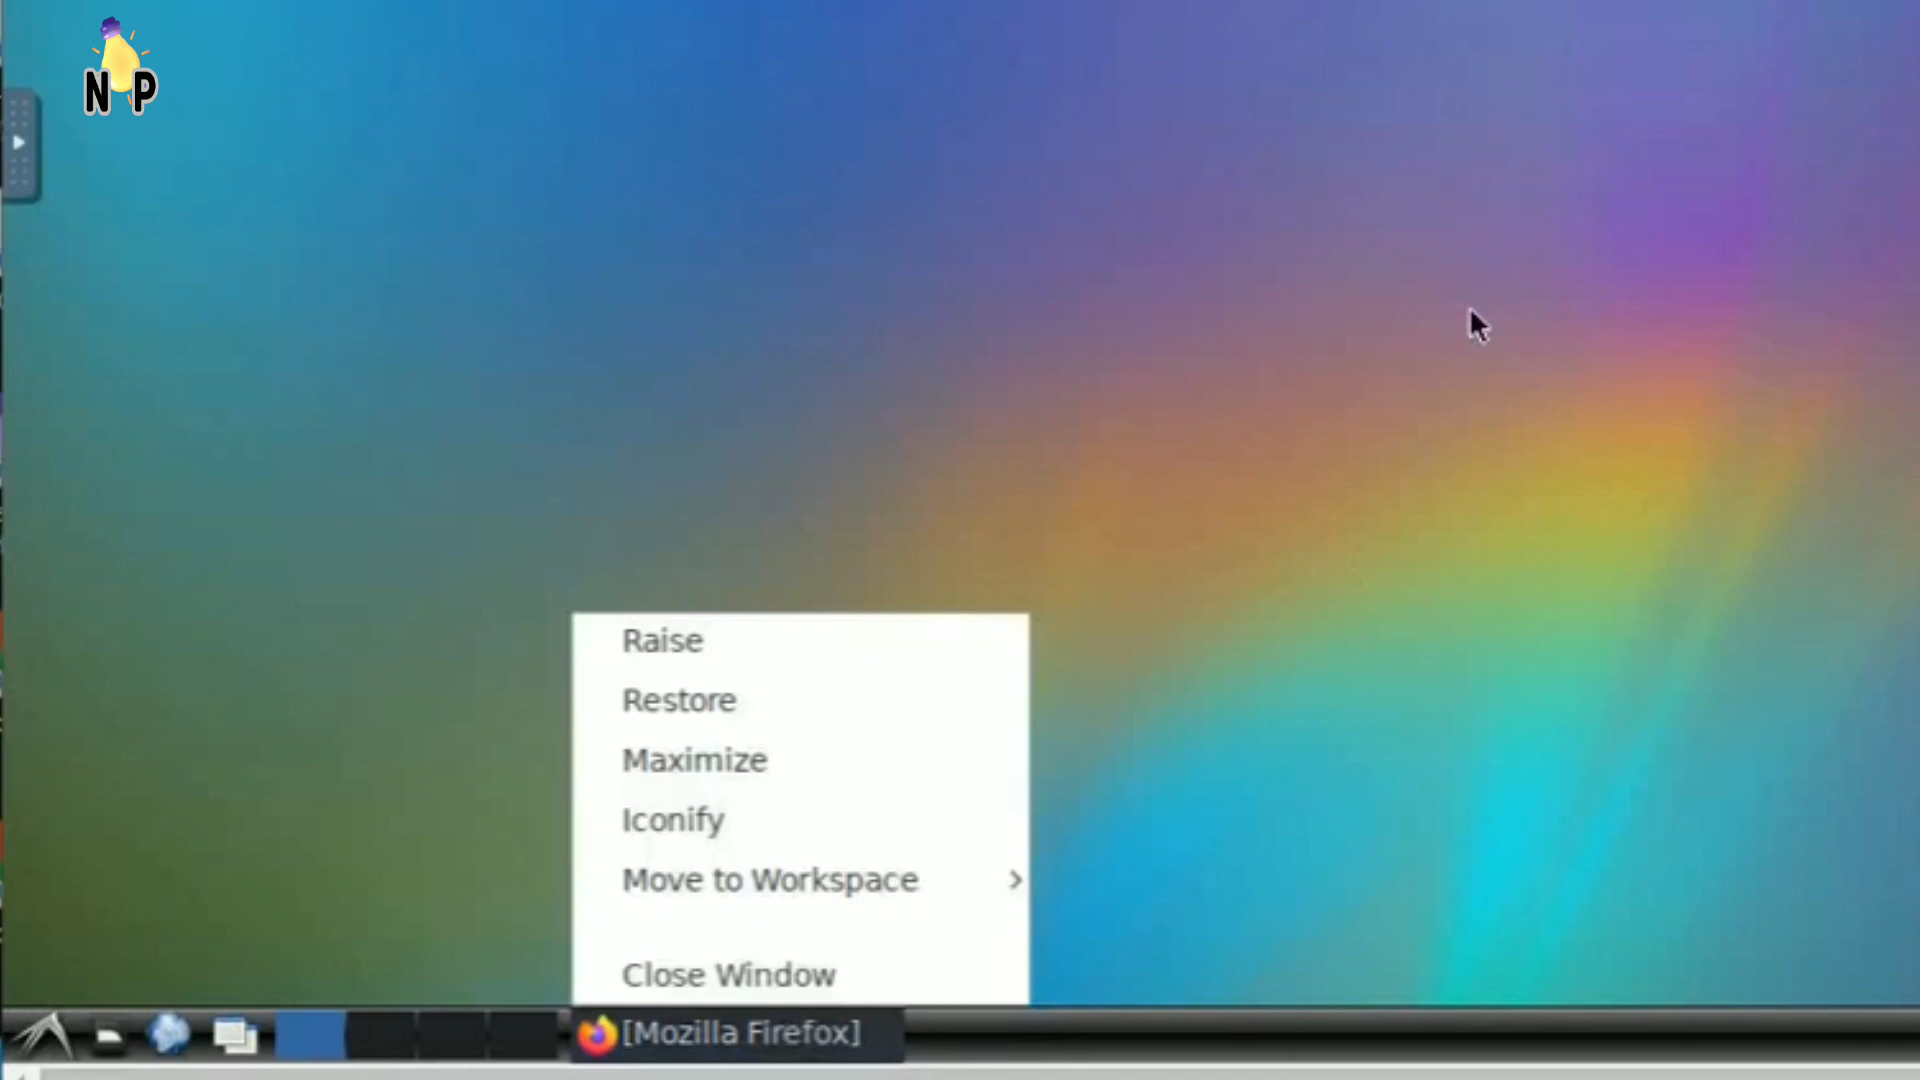 N P
Raise
Restore
Maximize
Iconify
Move to Workspace
Close Window
[Mozilla Firefox]